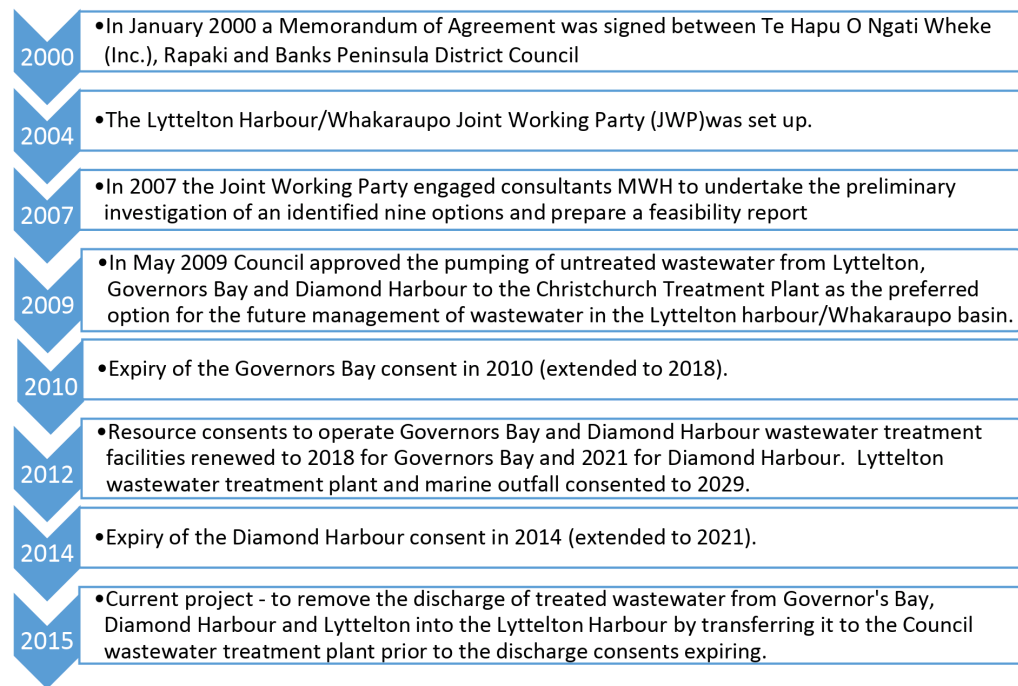 2000
•In January 2000 a Memorandum of Agreement was signed between Te Hapu O Ngati Wheke
(Inc.), Rapaki and Banks Peninsula District Council
2004
•The Lyttelton Harbour/Whakaraupo Joint Working Party (JWP)was set up.
2007
•In 2007 the Joint Working Party engaged consultants MWH to undertake the preliminary
investigation of an identified nine options and prepare a feasibility report
2009
•In May 2009 Council approved the pumping of untreated wastewater from Lyttelton,
Governors Bay and Diamond Harbour to the Christchurch Treatment Plant as the preferred
option for the future management of wastewater in the Lyttelton harbour/Whakaraupo basin.
2010
•Expiry of the Governors Bay consent in 2010 (extended to 2018).
2012
•Resource consents to operate Governors Bay and Diamond Harbour wastewater treatment
facilities renewed to 2018 for Governors Bay and 2021 for Diamond Harbour.  Lyttelton
wastewater treatment plant and marine outfall consented to 2029.
2014
•Expiry of the Diamond Harbour consent in 2014 (extended to 2021).
2015
•Current project - to remove the discharge of treated wastewater from Governor's Bay,
Diamond Harbour and Lyttelton into the Lyttelton Harbour by transferring it to the Council
wastewater treatment plant prior to the discharge consents expiring.